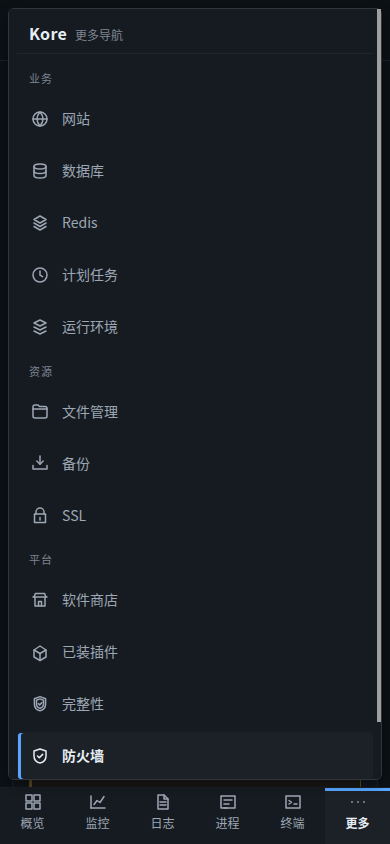 Kore 更多导航
业务
网站
数据库
Redis
计划任务
运行环境
资源
文件管理
备份
SSL
平台
软件商店
已装插件
完整性
防火墙
概览 监控 日志 进程 终端 更多